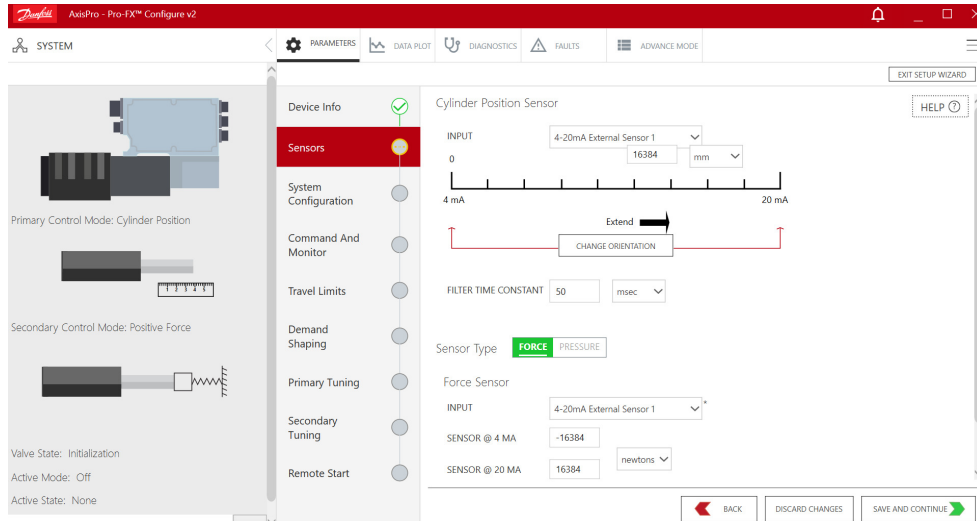 Danfoss AxisPro - Pro-FX™ Configure v2
SYSTEM
PARAMETERS DATA PLOT DIAGNOSTICS FAULTS ADVANCE MODE
EXIT SETUP WIZARD
Primary Control Mode: Cylinder Position
1 2 3 4 5
Secondary Control Mode: Positive Force
Valve State: Initialization
Active Mode: Off
Active State: None
Device Info
Sensors
System
Configuration
Command And
Monitor
Travel Limits
Demand
Shaping
Primary Tuning
Secondary
Tuning
Remote Start
Cylinder Position Sensor
HELP ?
INPUT 4-20mA External Sensor 1
0 16384 mm
4 mA 20 mA
Extend
CHANGE ORIENTATION
FILTER TIME CONSTANT 50 msec
Sensor Type FORCE PRESSURE
Force Sensor
INPUT 4-20mA External Sensor 1 *
SENSOR @ 4 MA -16384
newtons
SENSOR @ 20 MA 16384
BACK DISCARD CHANGES SAVE AND CONTINUE